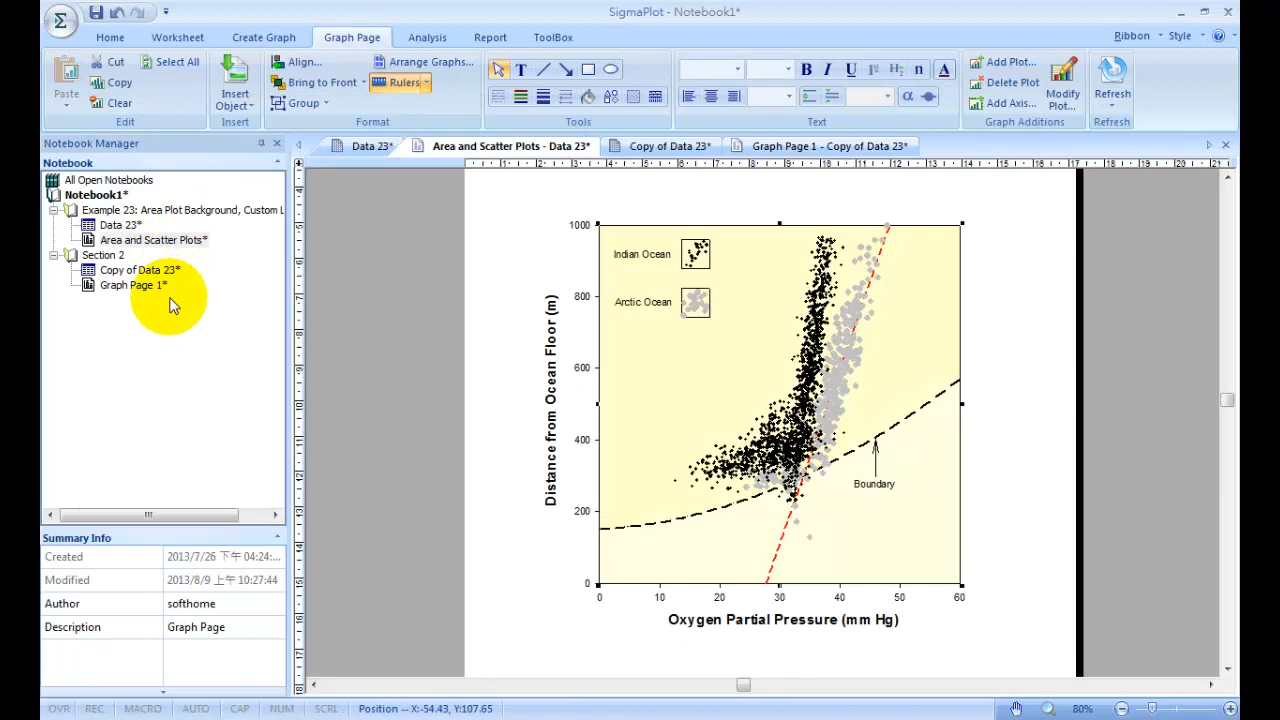 SigmaPlot - Notebook1*
Home Worksheet Create Graph Graph Page Analysis Report ToolBox Ribbon Style
Paste Cut Copy Clear Select All
Edit
Insert Object
Insert
Align... Bring to Front Group Arrange Graphs... Rulers
Format
Tools
B I U
Text
Add Plot... Delete Plot Add Axis... Modify Plot...
Graph Additions
Refresh
Refresh
Notebook Manager
Data 23* Area and Scatter Plots - Data 23* Copy of Data 23* Graph Page 1 - Copy of Data 23*
Notebook
All Open Notebooks
Notebook1*
Example 23: Area Plot Background, Custom L
Data 23*
Area and Scatter Plots*
Section 2
Copy of Data 23*
Graph Page 1*
Summary Info
Created 2013/7/26 下午 04:24:...
Modified 2013/8/9 上午 10:27:44
Author softhome
Description Graph Page
1000
800
600
400
200
0
Distance from Ocean Floor (m)
Indian Ocean
Arctic Ocean
Boundary
0 10 20 30 40 50 60
Oxygen Partial Pressure (mm Hg)
OVR REC MACRO AUTO CAP NUM SCRL Position -- X:-54.43, Y:107.65 80%